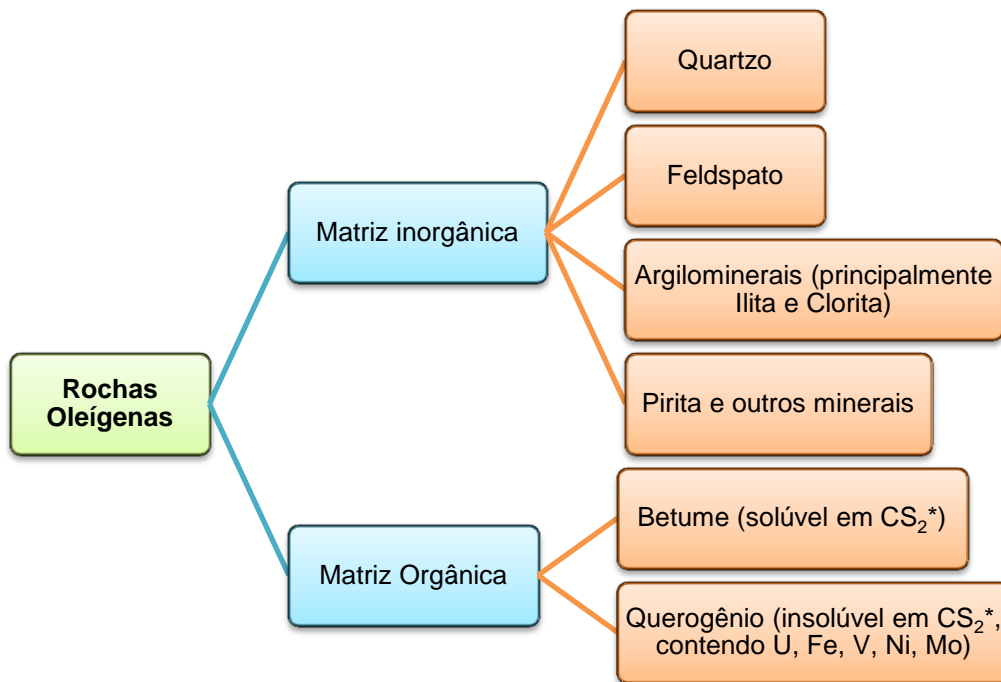 Quartzo
Feldspato
Matriz inorgânica
Argilominerais (principalmente
Ilita e Clorita)
Rochas
Oleígenas
Pirita e outros minerais
Betume (solúvel em CS₂*)
Matriz Orgânica
Querogênio (insolúvel em CS₂*,
contendo U, Fe, V, Ni, Mo)